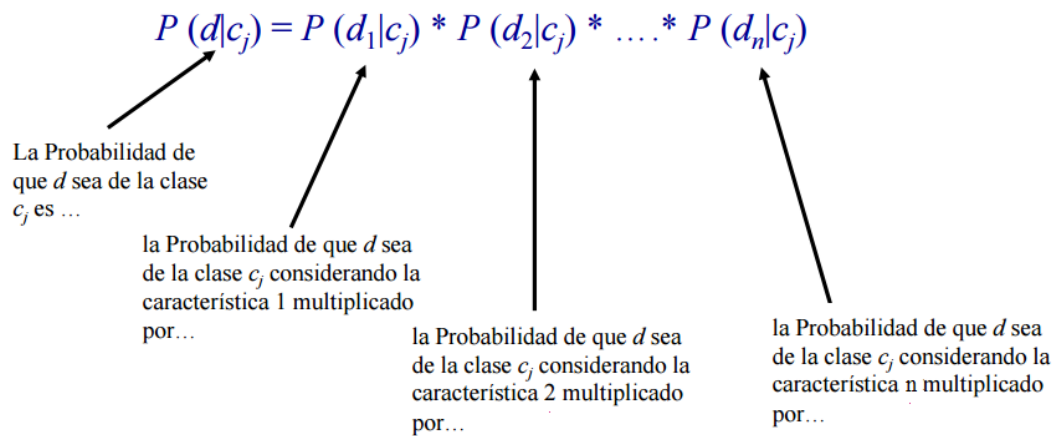 P (d|cj) = P (d1|cj) * P (d2|cj) * ….* P (dn|cj)
La Probabilidad de
que d sea de la clase
cj es …
la Probabilidad de que d sea
de la clase cj considerando la
característica 1 multiplicado
por…
la Probabilidad de que d sea
de la clase cj considerando la
característica 2 multiplicado
por…
la Probabilidad de que d sea
de la clase cj considerando la
característica n multiplicado
por…